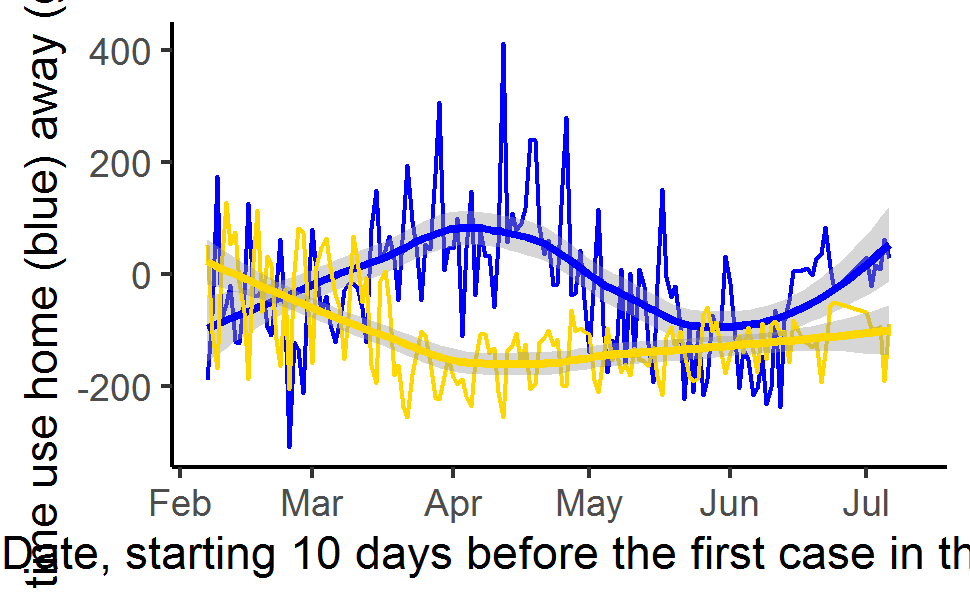 time use home (blue) away (
400
200
0
-200
Feb Mar Apr May Jun Jul
Date, starting 10 days before the first case in th